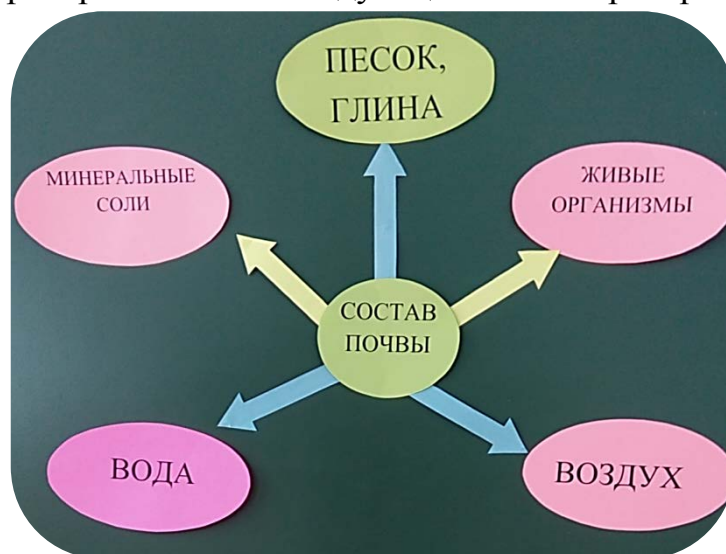 ПЕСОК,
ГЛИНА
МИНЕРАЛЬНЫЕ
СОЛИ
ЖИВЫЕ
ОРГАНИЗМЫ
СОСТАВ
ПОЧВЫ
ВОДА
ВОЗДУХ